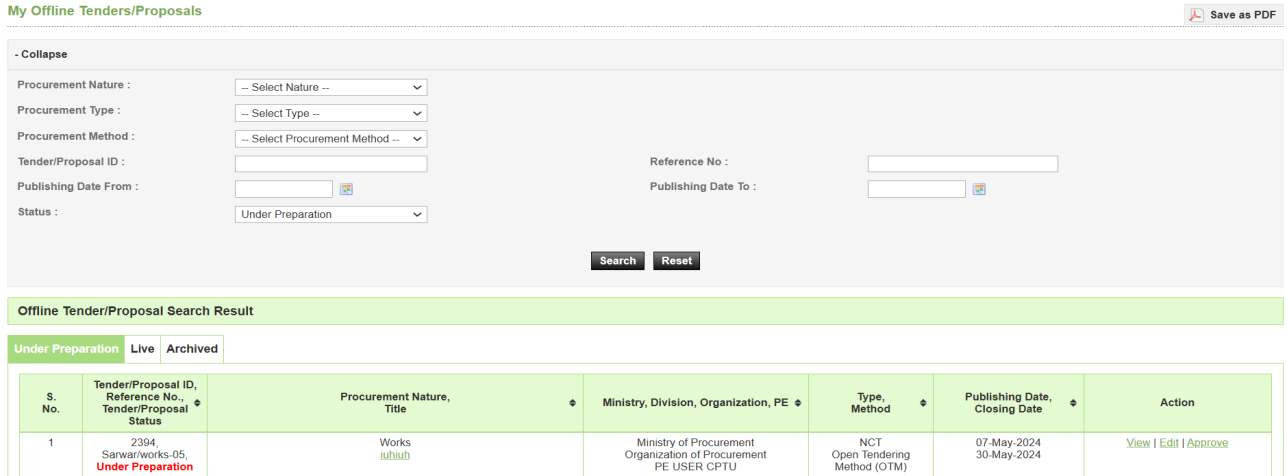 My Offline Tenders/Proposals
Save as PDF
- Collapse
Procurement Nature :
-- Select Nature --
Procurement Type :
-- Select Type --
Procurement Method :
-- Select Procurement Method --
Tender/Proposal ID :
Reference No :
Publishing Date From :
Publishing Date To :
Status :
Under Preparation
Search
Reset
Offline Tender/Proposal Search Result
Under Preparation
Live
Archived
S.
No.
Tender/Proposal ID,
Reference No.,
Tender/Proposal
Status
Procurement Nature,
Title
Ministry, Division, Organization, PE
Type,
Method
Publishing Date,
Closing Date
Action
1
2394,
Sarwar/works-05,
Under Preparation
Works
iuhiuh
Ministry of Procurement
Organization of Procurement
PE USER CPTU
NCT
Open Tendering
Method (OTM)
07-May-2024
30-May-2024
View | Edit | Approve